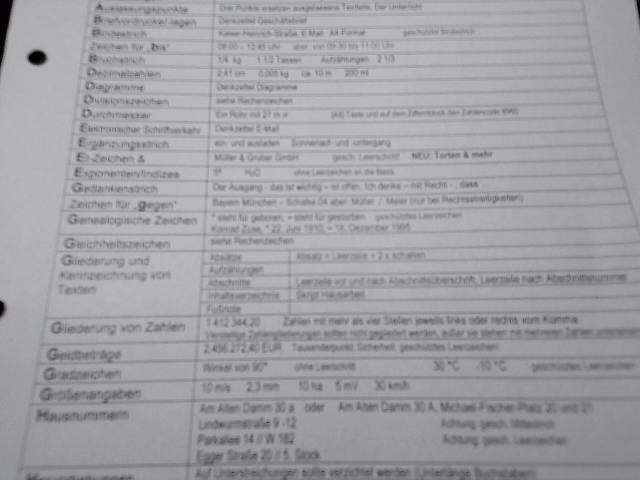 Auslassungspunkte Drei Punkte ersetzen ausgelassene Textteile. Der Unterricht
Briefvordrucke/-lagen Denkzettel Geschäftsbrief
Bindestrich Kaiser-Heinrich-Straße, E-Mail A4-Format geschützter Bindestrich
Zeichen für „bis" 08:00 – 12:45 Uhr aber: von 09:30 bis 11:00 Uhr
Bruchstrich 1/4 kg 1 1/2 Tassen Aufzählungen 2 1/3
Dezimalzahlen 2,41 cm 0,005 kg ca. 10 m 200 ml
Diagramme Denkzettel Diagramme
Divisionszeichen siehe Rechenzeichen
Durchmesser Ein Rohr mit 27 m ø
Elektronischer Schriftverkehr Denkzettel E-Mail
Ergänzungsstrich ein- und ausladen Sonnenauf- und -untergang
Et-Zeichen & Müller & Gruber GmbH gesch. Leerschritt! NEU: Torten & mehr
Exponenten/Indizes H2O ohne Leerzeichen an die Basis
Gedankenstrich Der Ausgang - das ist wichtig – ist offen. Ich denke – mit Recht - , dass ...
Zeichen für „gegen" Bayern München – Schalke 04 aber: Müller ./. Meier (nur bei Rechtsstreitigkeiten)
Genealogische Zeichen * steht für geboren, + steht für gestorben geschütztes Leerzeichen
Konrad Zuse, * 22. Juni 1910, + 18. Dezember 1995
Gleichheitszeichen siehe Rechenzeichen
Gliederung und Kennzeichnung von Texten
Absätze Absatz + Leerzeile = 2 x schalten
Aufzählungen
Abschnitte Leerzeile vor und nach Abschnittsüberschrift, Leerzeile nach Abschnittsnummer
Inhaltsverzeichnis Skript Hausarbeit
Fußnote
Gliederung von Zahlen 1 412 344,20 Zahlen mit mehr als vier Stellen jeweils links oder rechts vom Komma
Vierstellige Zahlengliederungen sollten nicht gegliedert werden, außer sie stehen mit mehreren Zahlen
Geldbeträge 2.456.272,40 EUR Tausenderpunkt: Sicherheit, geschütztes Leerzeichen!
Gradzeichen Winkel von 90° ohne Leerschritt 30 °C -10 °C geschütztes Leerzeichen
Größenangaben 10 m/s 2,3 mm 10 ha 5 mV 30 km/h
Hausnummern Am Alten Damm 30 a oder Am Alten Damm 30 A, Michael-Fischer-Platz 20 und 21
Lindwurmstraße 9 -12 Achtung: gesch. Mittestrich
Parkallee 14 // W 182 Achtung: gesch. Leerzeichen
Egger Straße 20 // 5. Stock
Hervorhebungen Auf Unterstreichungen sollte verzichtet werden (Unterlänge Buchstaben)